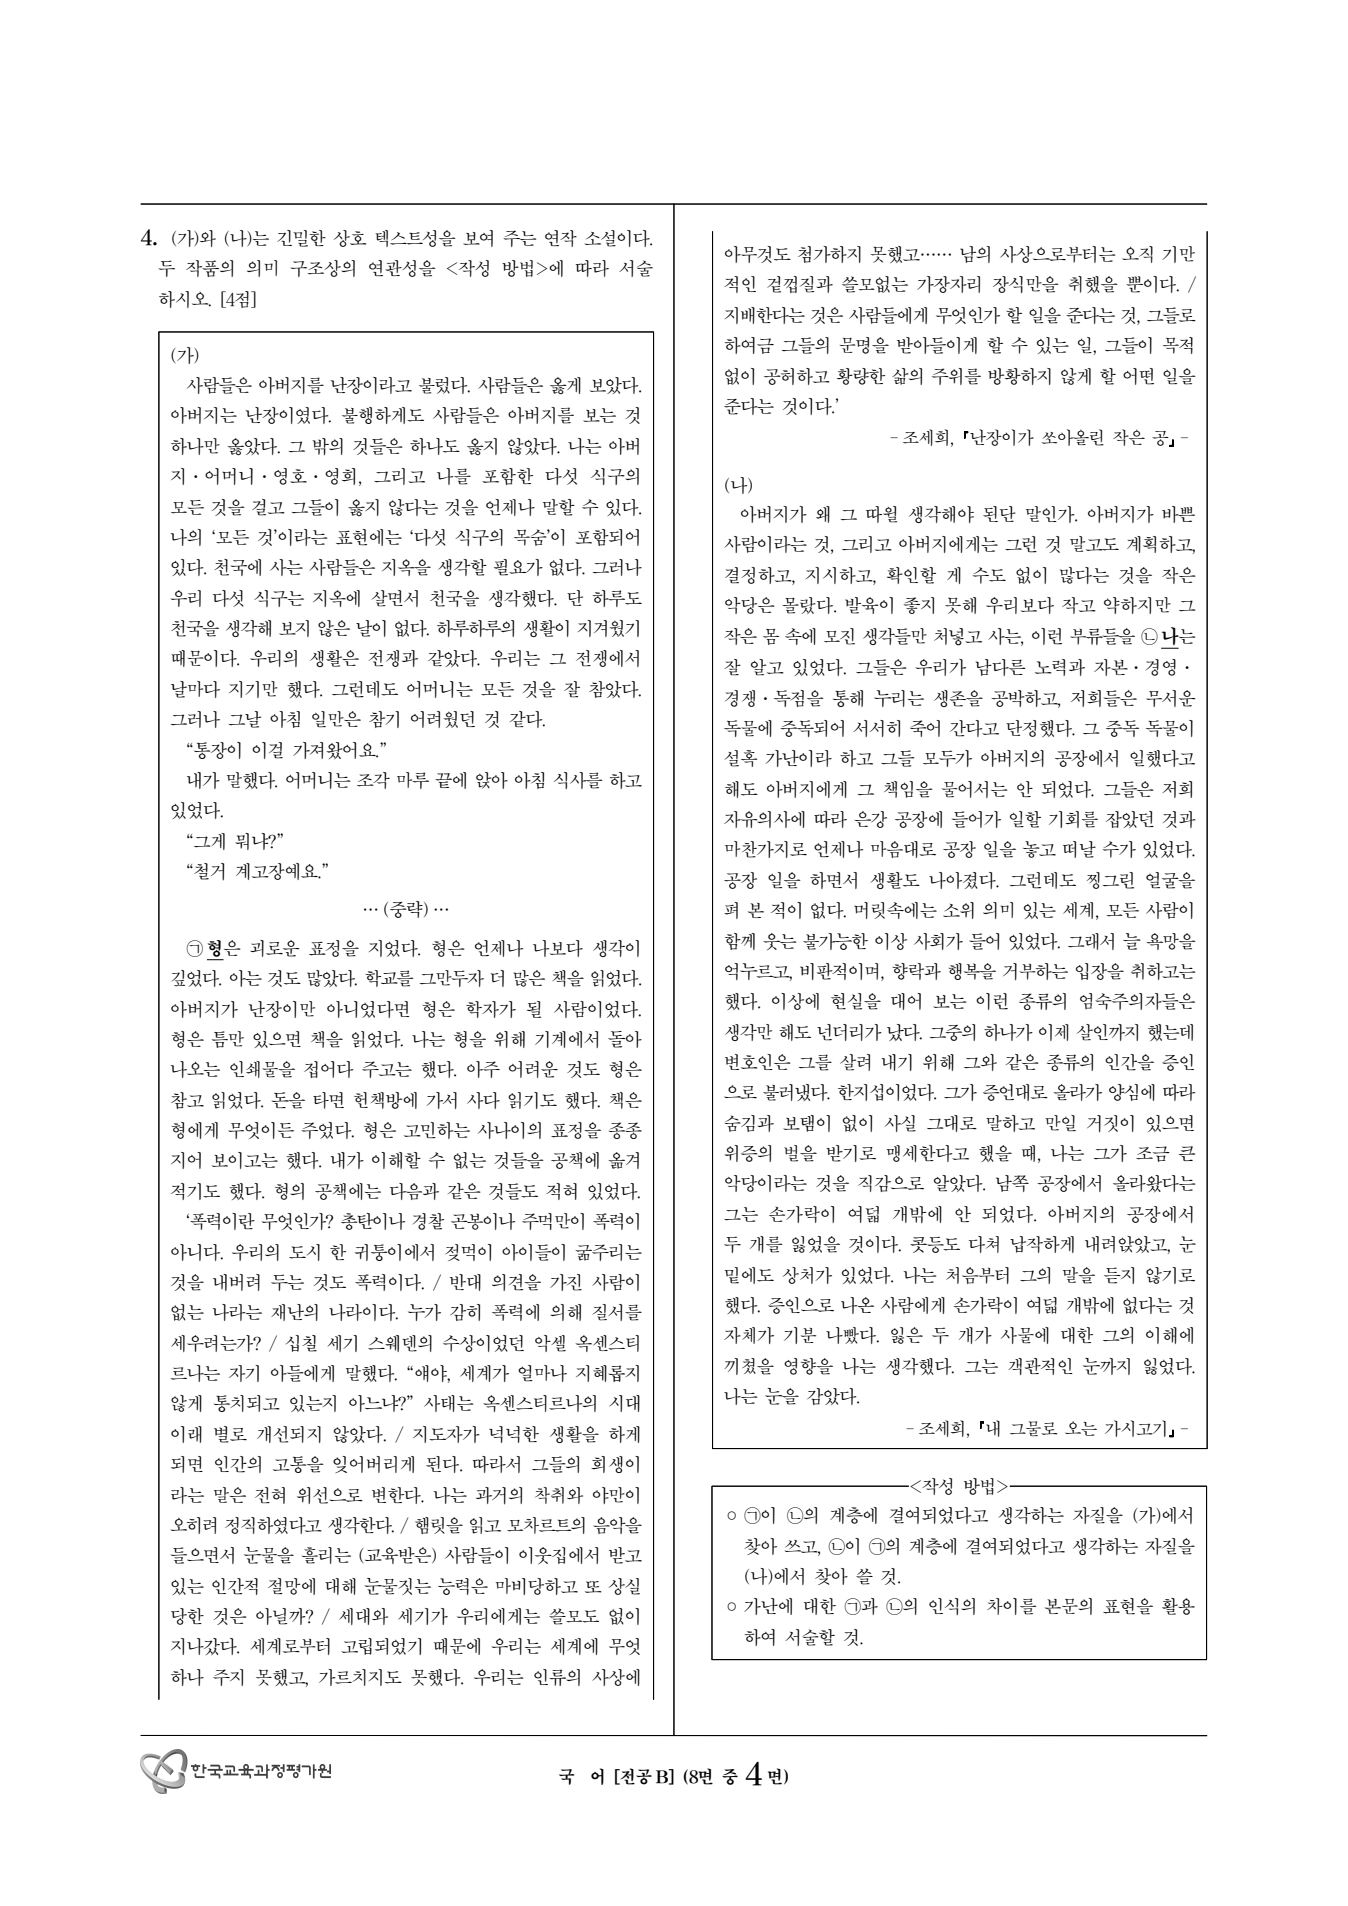 4. (가)와 (나)는 긴밀한 상호 텍스트성을 보여 주는 연작 소설이다.
두 작품의 의미 구조상의 연관성을 <작성 방법>에 따라 서술
하시오. [4점]
(가)
사람들은 아버지를 난장이라고 불렀다. 사람들은 옳게 보았다.
아버지는 난장이였다. 불행하게도 사람들은 아버지를 보는 것
하나만 옳았다. 그 밖의 것들은 하나도 옳지 않았다. 나는 아버
지·어머니·영호·영희, 그리고 나를 포함한 다섯 식구의
모든 것을 걸고 그들이 옳지 않다는 것을 언제나 말할 수 있다.
나의 ‘모든 것’이라는 표현에는 ‘다섯 식구의 목숨’이 포함되어
있다. 천국에 사는 사람들은 지옥을 생각할 필요가 없다. 그러나
우리 다섯 식구는 지옥에 살면서 천국을 생각했다. 단 하루도
천국을 생각해 보지 않은 날이 없다. 하루하루의 생활이 지겨웠기
때문이다. 우리의 생활은 전쟁과 같았다. 우리는 그 전쟁에서
날마다 지기만 했다. 그런데도 어머니는 모든 것을 잘 참았다.
그러나 그날 아침 일만은 참기 어려웠던 것 같다.
“통장이 이걸 가져왔어요.”
내가 말했다. 어머니는 조각 마루 끝에 앉아 아침 식사를 하고
있었다.
“그게 뭐냐?”
“철거 계고장예요.”
… (중략) …
㉠형은 괴로운 표정을 지었다. 형은 언제나 나보다 생각이
깊었다. 아는 것도 많았다. 학교를 그만두자 더 많은 책을 읽었다.
아버지가 난장이만 아니었다면 형은 학자가 될 사람이었다.
형은 틈만 있으면 책을 읽었다. 나는 형을 위해 기계에서 돌아
나오는 인쇄물을 접어다 주고는 했다. 아주 어려운 것도 형은
참고 읽었다. 돈을 타면 헌책방에 가서 사다 읽기도 했다. 책은
형에게 무엇이든 주었다. 형은 고민하는 사나이의 표정을 종종
지어 보이고는 했다. 내가 이해할 수 없는 것들을 공책에 옮겨
적기도 했다. 형의 공책에는 다음과 같은 것들도 적혀 있었다.
‘폭력이란 무엇인가? 총탄이나 경찰 곤봉이나 주먹만이 폭력이
아니다. 우리의 도시 한 귀퉁이에서 젖먹이 아이들이 굶주리는
것을 내버려 두는 것도 폭력이다. / 반대 의견을 가진 사람이
없는 나라는 재난의 나라이다. 누가 감히 폭력에 의해 질서를
세우려는가? / 십칠 세기 스웨덴의 수상이었던 악셀 옥센스티
르나는 자기 아들에게 말했다. “얘야, 세계가 얼마나 지혜롭지
않게 통치되고 있는지 아느냐?” 사태는 옥센스티르나의 시대
이래 별로 개선되지 않았다. / 지도자가 넉넉한 생활을 하게
되면 인간의 고통을 잊어버리게 된다. 따라서 그들의 희생이
라는 말은 전혀 위선으로 변한다. 나는 과거의 착취와 야만이
오히려 정직하였다고 생각한다. / 햄릿을 읽고 모차르트의 음악을
들으면서 눈물을 흘리는 (교육받은) 사람들이 이웃집에서 받고
있는 인간적 절망에 대해 눈물짓는 능력은 마비당하고 또 상실
당한 것은 아닐까? / 세대와 세기가 우리에게는 쓸모도 없이
지나갔다. 세계로부터 고립되었기 때문에 우리는 세계에 무엇
하나 주지 못했고, 가르치지도 못했다. 우리는 인류의 사상에
아무것도 첨가하지 못했고…… 남의 사상으로부터는 오직 기만
적인 겉껍질과 쓸모없는 가장자리 장식만을 취했을 뿐이다. /
지배한다는 것은 사람들에게 무엇인가 할 일을 준다는 것, 그들로
하여금 그들의 문명을 받아들이게 할 수 있는 일, 그들이 목적
없이 공허하고 황량한 삶의 주위를 방황하지 않게 할 어떤 일을
준다는 것이다.’
- 조세희, 『난장이가 쏘아올린 작은 공』 -
(나)
아버지가 왜 그 따윌 생각해야 된단 말인가. 아버지가 바쁜
사람이라는 것, 그리고 아버지에게는 그런 것 말고도 계획하고,
결정하고, 지시하고, 확인할 게 수도 없이 많다는 것을 작은
악당은 몰랐다. 발육이 좋지 못해 우리보다 작고 약하지만 그
작은 몸 속에 모진 생각들만 처넣고 사는, 이런 부류들을 ㉡나는
잘 알고 있었다. 그들은 우리가 남다른 노력과 자본·경영·
경쟁·독점을 통해 누리는 생존을 공박하고, 저희들은 무서운
독물에 중독되어 서서히 죽어 간다고 단정했다. 그 중독 독물이
설혹 가난이라 하고 그들 모두가 아버지의 공장에서 일했다고
해도 아버지에게 그 책임을 물어서는 안 되었다. 그들은 저희
자유의사에 따라 은강 공장에 들어가 일할 기회를 잡았던 것과
마찬가지로 언제나 마음대로 공장 일을 놓고 떠날 수가 있었다.
공장 일을 하면서 생활도 나아졌다. 그런데도 찡그린 얼굴을
펴 본 적이 없다. 머릿속에는 소위 의미 있는 세계, 모든 사람이
함께 웃는 불가능한 이상 사회가 들어 있었다. 그래서 늘 욕망을
억누르고, 비판적이며, 향락과 행복을 거부하는 입장을 취하고는
했다. 이상에 현실을 대어 보는 이런 종류의 엄숙주의자들은
생각만 해도 넌더리가 났다. 그중의 하나가 이제 살인까지 했는데
변호인은 그를 살려 내기 위해 그와 같은 종류의 인간을 증인
으로 불러냈다. 한지섭이었다. 그가 증언대로 올라가 양심에 따라
숨김과 보탬이 없이 사실 그대로 말하고 만일 거짓이 있으면
위증의 벌을 받기로 맹세한다고 했을 때, 나는 그가 조금 큰
악당이라는 것을 직감으로 알았다. 남쪽 공장에서 올라왔다는
그는 손가락이 여덟 개밖에 안 되었다. 아버지의 공장에서
두 개를 잃었을 것이다. 콧등도 다쳐 납작하게 내려앉았고, 눈
밑에도 상처가 있었다. 나는 처음부터 그의 말을 듣지 않기로
했다. 증인으로 나온 사람에게 손가락이 여덟 개밖에 없다는 것
자체가 기분 나빴다. 잃은 두 개가 사물에 대한 그의 이해에
끼쳤을 영향을 나는 생각했다. 그는 객관적인 눈까지 잃었다.
나는 눈을 감았다.
- 조세희, 『내 그물로 오는 가시고기』 -
<작성 방법>
○ ㉠이 ㉡의 계층에 결여되었다고 생각하는 자질을 (가)에서
찾아 쓰고, ㉡이 ㉠의 계층에 결여되었다고 생각하는 자질을
(나)에서 찾아 쓸 것.
○ 가난에 대한 ㉠과 ㉡의 인식의 차이를 본문의 표현을 활용
하여 서술할 것.
한국교육과정평가원
국 어 [전공 B] (8면 중 4 면)